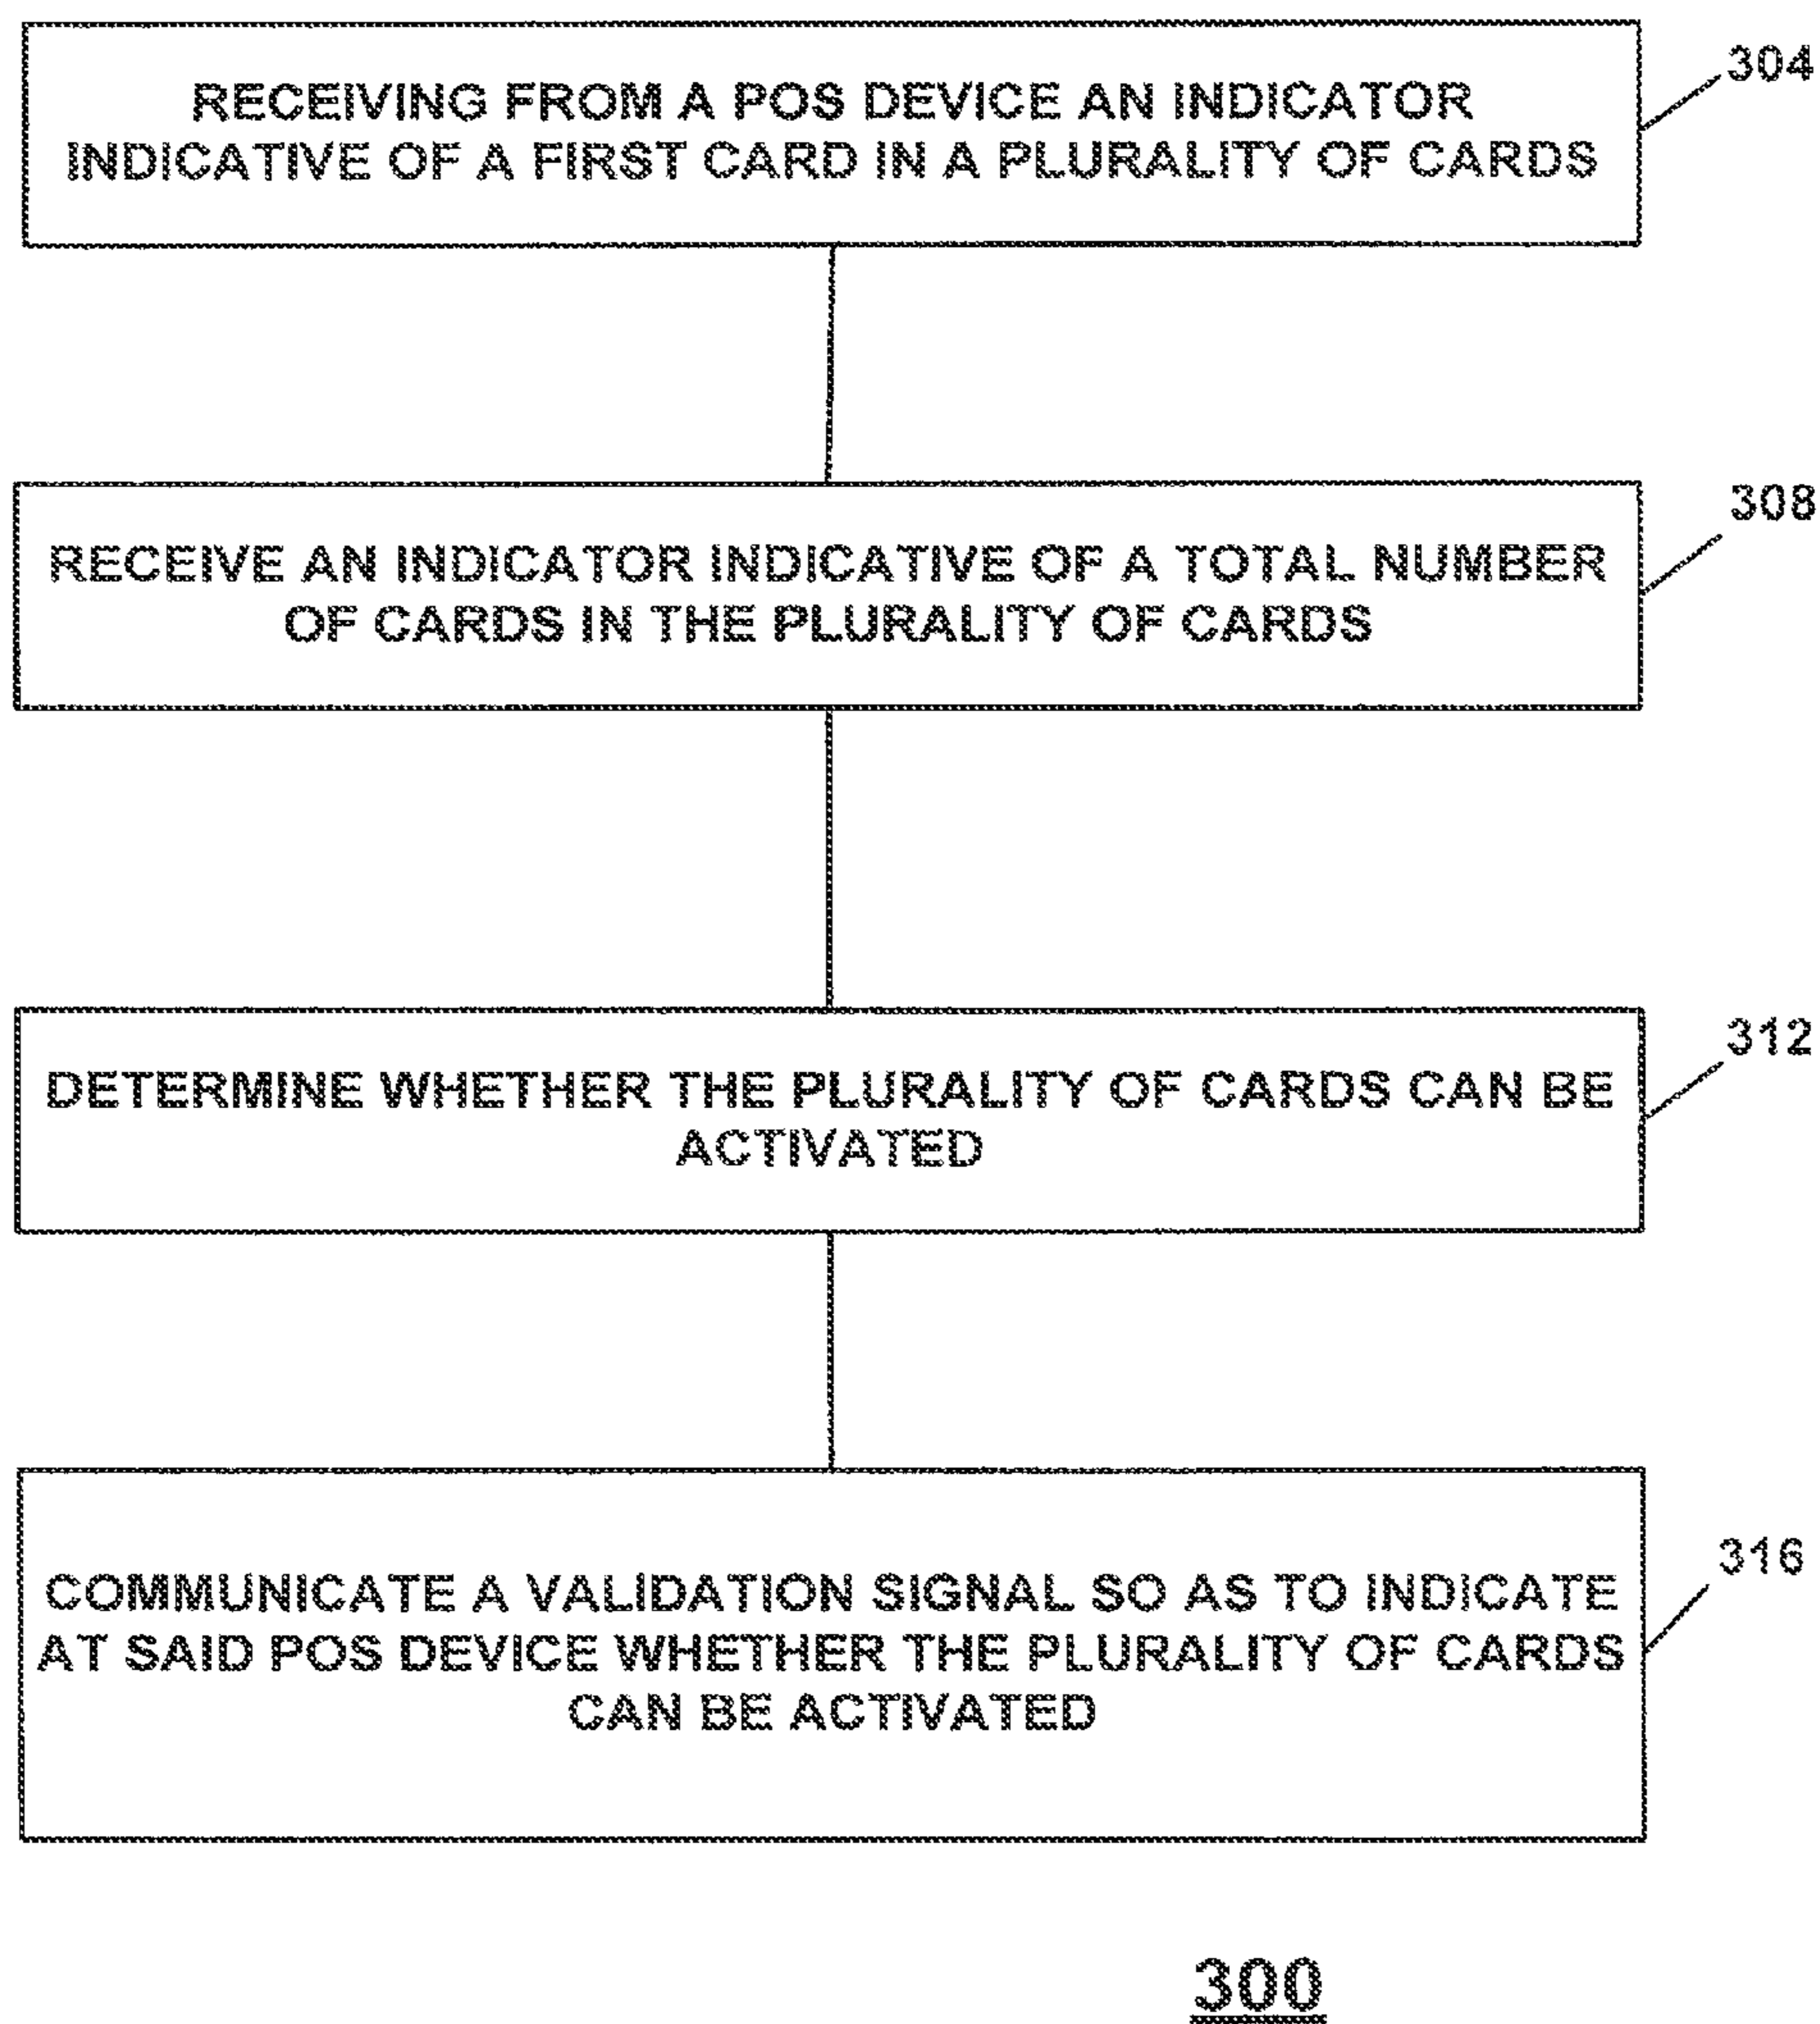 RECEIVING FROM A POS DEVICE AN INDICATOR
INDICATIVE OF A FIRST CARD IN A PLURALITY OF CARDS
304
RECEIVE AN INDICATOR INDICATIVE OF A TOTAL NUMBER
OF CARDS IN THE PLURALITY OF CARDS
308
DETERMINE WHETHER THE PLURALITY OF CARDS CAN BE
ACTIVATED
312
COMMUNICATE A VALIDATION SIGNAL SO AS TO INDICATE
AT SAID POS DEVICE WHETHER THE PLURALITY OF CARDS
CAN BE ACTIVATED
316
300